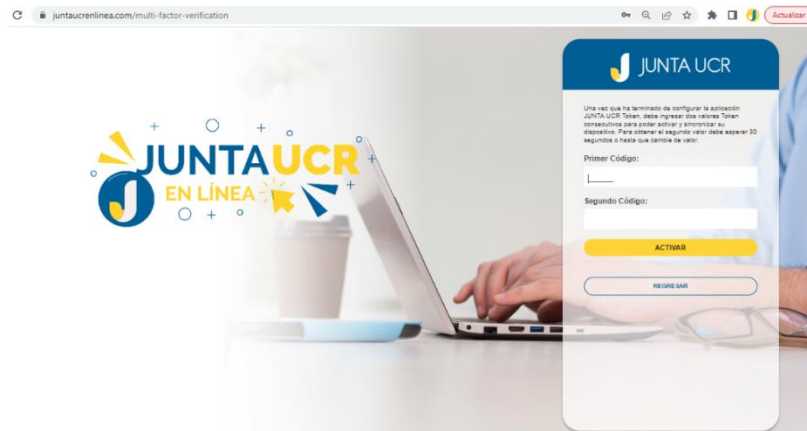 juntaucrenlinea.com/multi-factor-verification
Actualizar
JUNTA UCR
EN LÍNEA
JUNTA UCR
Una vez que ha terminado de configurar la aplicación
JUNTA UCR Token, debe ingresar dos valores Token
consecutivos para poder activar y sincronizar su
dispositivo. Para obtener el segundo valor debe esperar 30
segundos o hasta que cambie de valor.
Primer Código:
Segundo Código:
ACTIVAR
REGRESAR